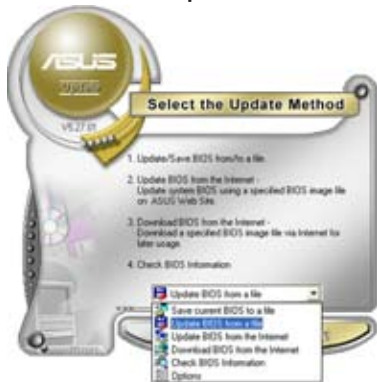 ASUS
Update
Select the Update Method
1. Update/Save BIOS from/to a file.
2. Update BIOS from the Internet -
Update system BIOS using a specified BIOS image file
on ASUS Web Site.
3. Download BIOS from the Internet -
Download a specified BIOS image file via Internet for
later usage.
4. Check BIOS Information
Update BIOS from a file
Save current BIOS to a file
Update BIOS from a file
Update BIOS from the Internet
Download BIOS from the Internet
Check BIOS Information
Options